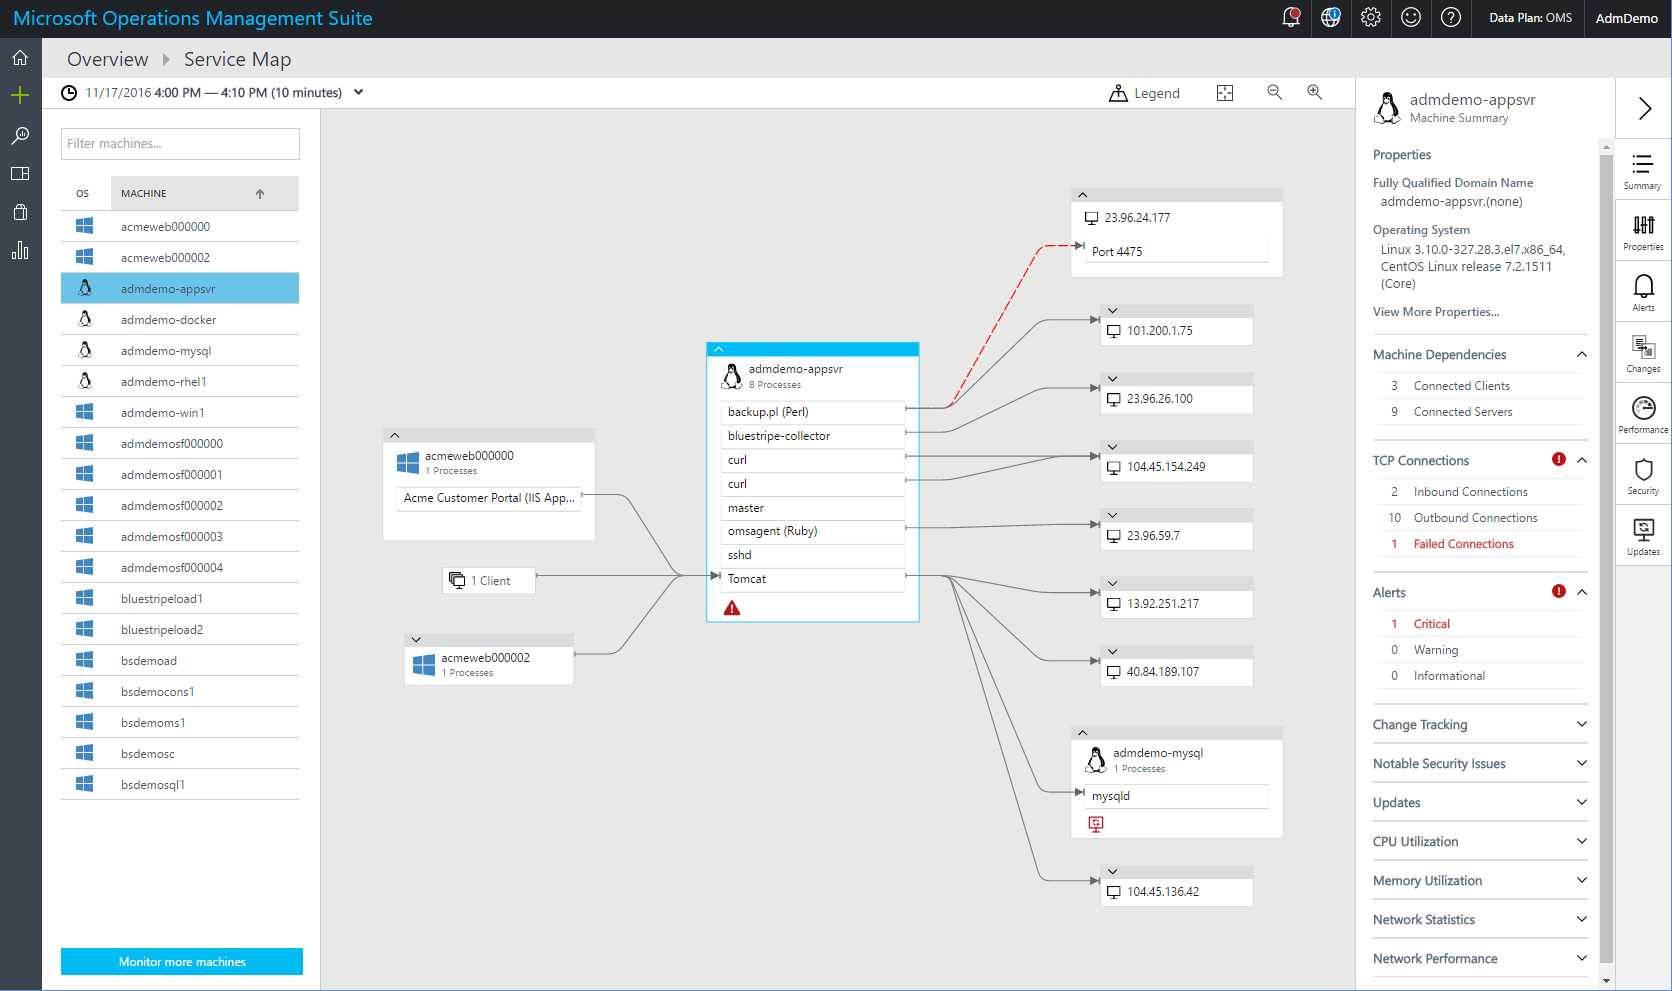 Microsoft Operations Management Suite
Data Plan: OMS
AdmDemo
Overview
Service Map
11/17/2016 4:00 PM — 4:10 PM (10 minutes)
Legend
Filter machines...
OS
MACHINE
acmeweb000000
acmeweb000002
admdemo-appsvr
admdemo-docker
admdemo-mysql
admdemo-rhel1
admdemo-win1
admdemosf000000
admdemosf000001
admdemosf000002
admdemosf000003
admdemosf000004
bluestripeload1
bluestripeload2
bsdemoad
bsdemocons1
bsdemoms1
bsdemosc
bsdemosql1
Monitor more machines
acmeweb000000
1 Processes
Acme Customer Portal (IIS App...
1 Client
acmeweb000002
1 Processes
admdemo-appsvr
8 Processes
backup.pl (Perl)
bluestripe-collector
curl
curl
master
omsagent (Ruby)
sshd
Tomcat
23.96.24.177
Port 4475
101.200.1.75
23.96.26.100
104.45.154.249
23.96.59.7
13.92.251.217
40.84.189.107
admdemo-mysql
1 Processes
mysqld
104.45.136.42
admdemo-appsvr
Machine Summary
Properties
Fully Qualified Domain Name
admdemo-appsvr.(none)
Operating System
Linux 3.10.0-327.28.3.el7.x86_64,
CentOS Linux release 7.2.1511
(Core)
View More Properties...
Machine Dependencies
3 Connected Clients
9 Connected Servers
TCP Connections
2 Inbound Connections
10 Outbound Connections
1 Failed Connections
Alerts
1 Critical
0 Warning
0 Informational
Change Tracking
Notable Security Issues
Updates
CPU Utilization
Memory Utilization
Network Statistics
Network Performance
Summary
Properties
Alerts
Changes
Performance
Security
Updates